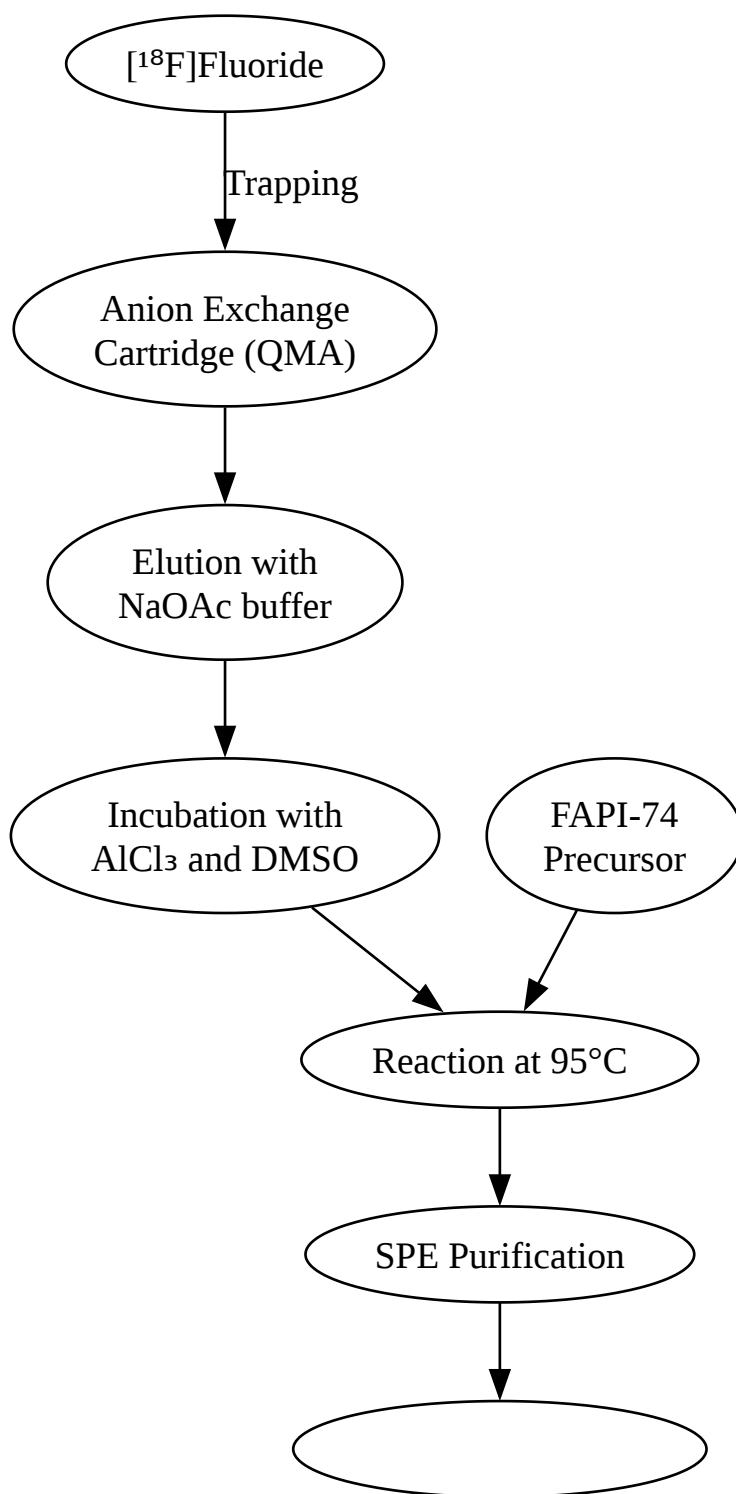 [¹⁸F]Fluoride
Trapping
Anion Exchange
Cartridge (QMA)
Elution with
NaOAc buffer
Incubation with
AlCl₃ and DMSO
FAPI-74
Precursor
Reaction at 95°C
SPE Purification